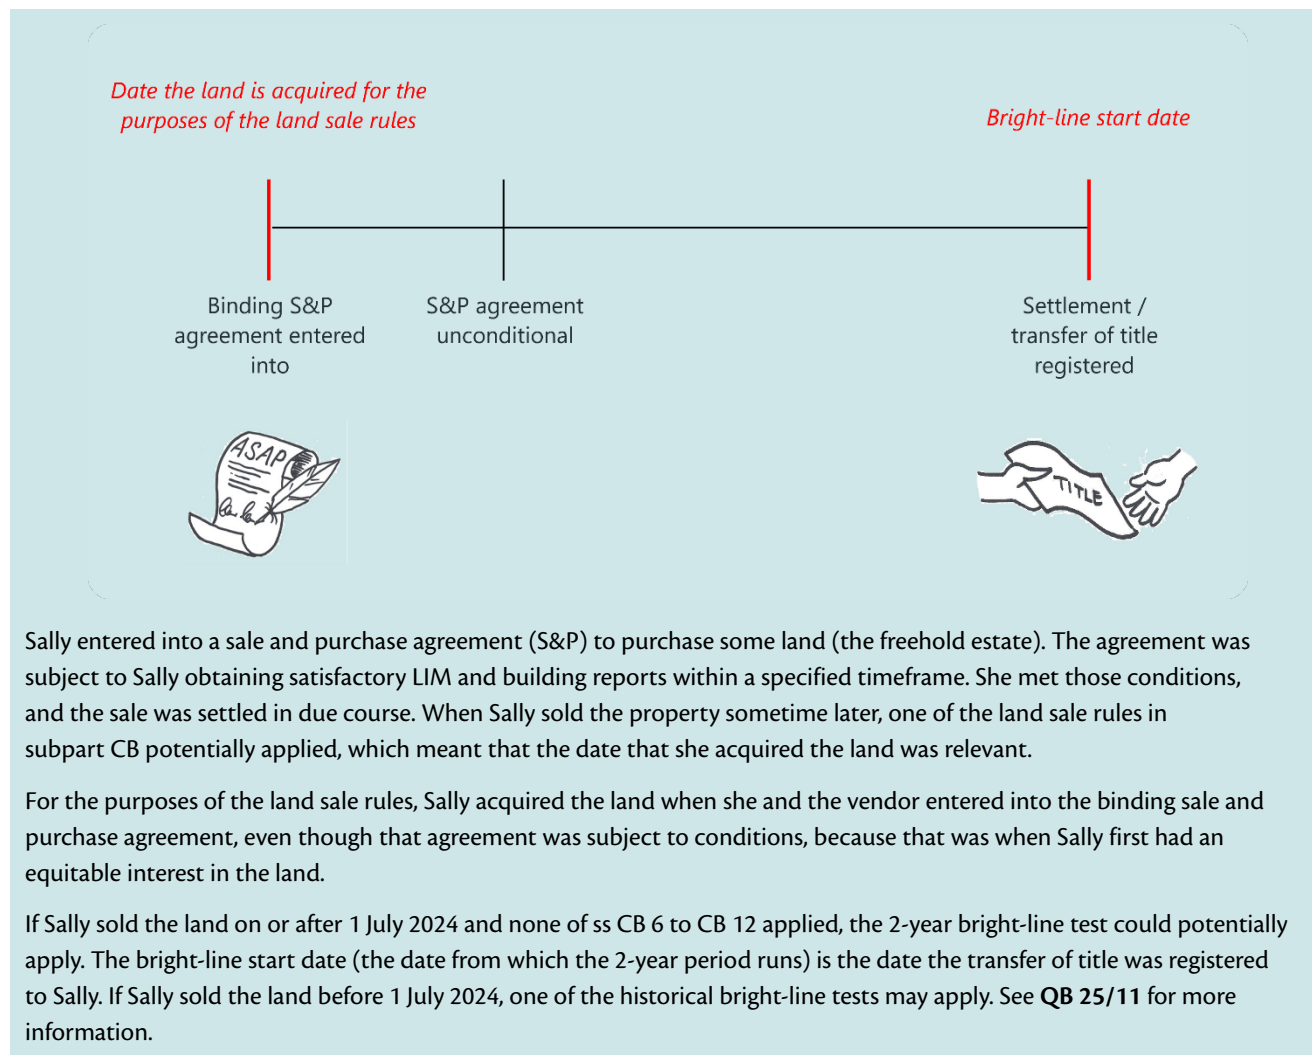 Date the land is acquired for the
purposes of the land sale rules
Bright-line start date
Binding S&P
agreement entered
into
S&P agreement
unconditional
Settlement /
transfer of title
registered
ASAP
TITLE
Sally entered into a sale and purchase agreement (S&P) to purchase some land (the freehold estate). The agreement was
subject to Sally obtaining satisfactory LIM and building reports within a specified timeframe. She met those conditions,
and the sale was settled in due course. When Sally sold the property sometime later, one of the land sale rules in
subpart CB potentially applied, which meant that the date that she acquired the land was relevant.
For the purposes of the land sale rules, Sally acquired the land when she and the vendor entered into the binding sale and
purchase agreement, even though that agreement was subject to conditions, because that was when Sally first had an
equitable interest in the land.
If Sally sold the land on or after 1 July 2024 and none of ss CB 6 to CB 12 applied, the 2-year bright-line test could potentially
apply. The bright-line start date (the date from which the 2-year period runs) is the date the transfer of title was registered
to Sally. If Sally sold the land before 1 July 2024, one of the historical bright-line tests may apply. See QB 25/11 for more
information.